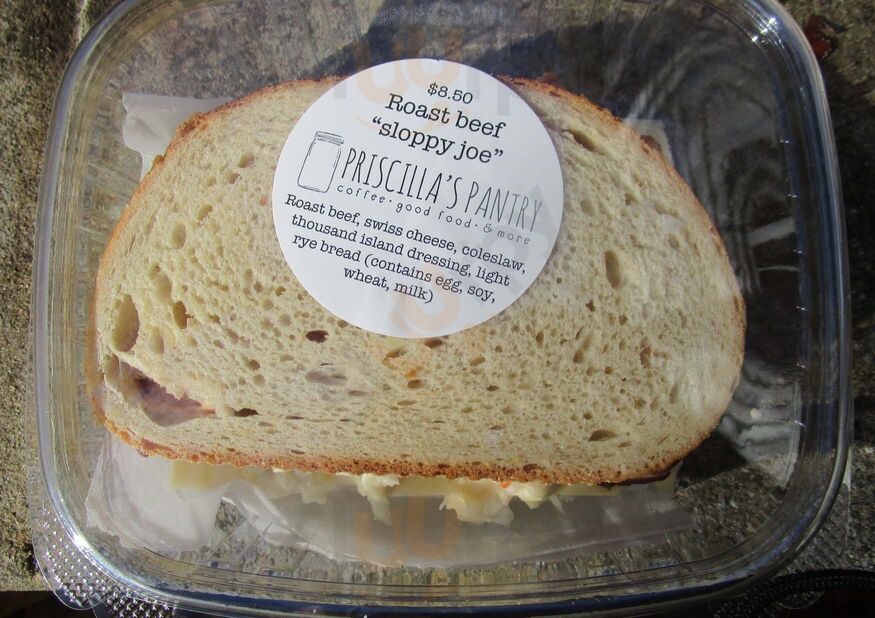 $8.50
Roast beef
“sloppy joe”
PRISCILLA'S PANTRY
coffee · good food · & more
Roast beef, swiss cheese, coleslaw,
thousand island dressing, light
rye bread (contains egg, soy,
wheat, milk)